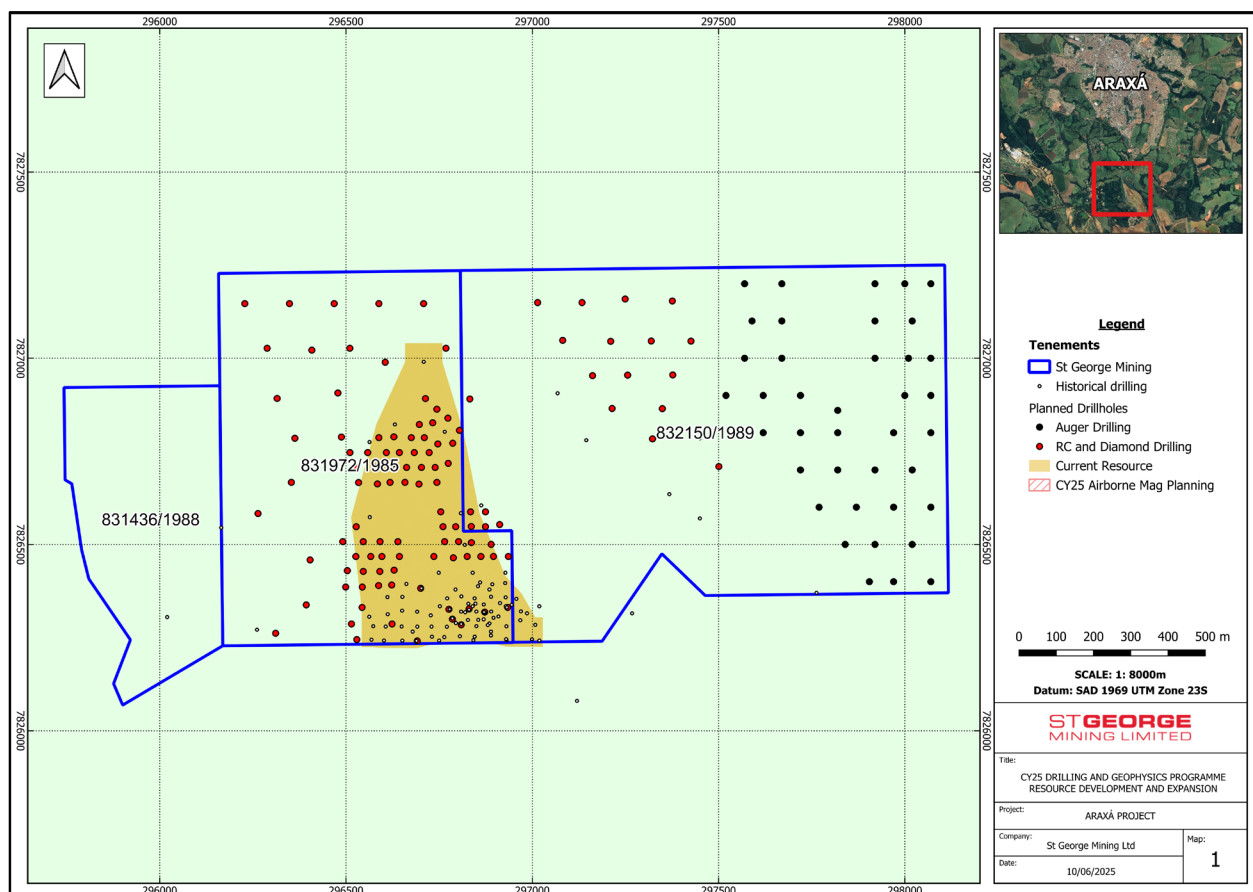 296000
296500
297000
297500
298000
7827500
7827500
7827000
7827000
831972/1985
832150/1989
831436/1988
7826500
7826500
7826000
7826000
296000
296500
297000
297500
298000
ARAXÁ
Legend
Tenements
St George Mining
Historical drilling
Planned Drillholes
Auger Drilling
RC and Diamond Drilling
Current Resource
CY25 Airborne Mag Planning
0 100 200 300 400 500 m
SCALE: 1: 8000m
Datum: SAD 1969 UTM Zone 23S
ST GEORGE
MINING LIMITED
Title:
CY25 DRILLING AND GEOPHYSICS PROGRAMME
RESOURCE DEVELOPMENT AND EXPANSION
Project:
ARAXÁ PROJECT
Company:
St George Mining Ltd
Map:
1
Date:
10/06/2025